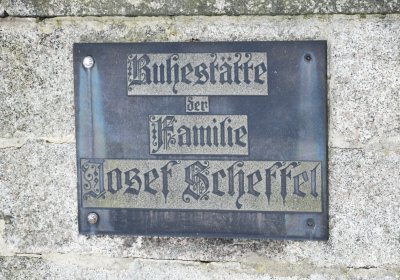 Ruhestätte
der
Familie
Josef Scheffel